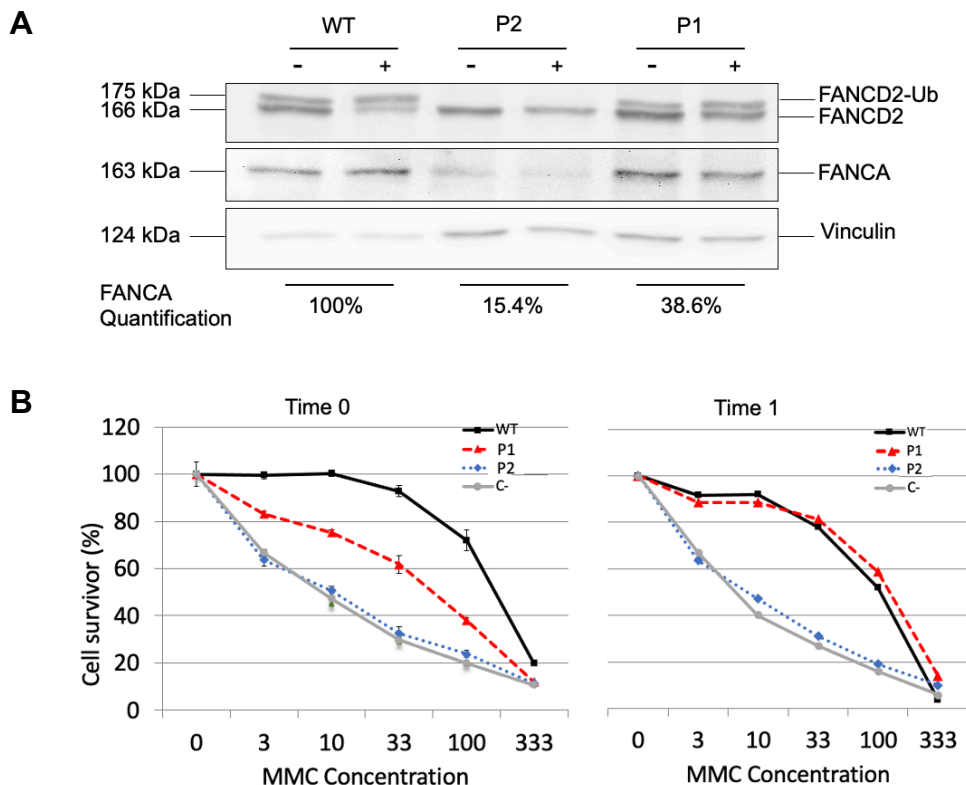 A
WT P2 P1
- + - + - +
175 kDa FANCD2-Ub
166 kDa FANCD2
163 kDa FANCA
124 kDa Vinculin
FANCA
Quantification 100% 15.4% 38.6%
B
Time 0
WT
P1
P2
C-
120
100
80
60
40
20
0
0 3 10 33 100 333
MMC Concentration
Cell survivor (%)
Time 1
WT
P1
P2
C-
0 3 10 33 100 333
MMC Concentration